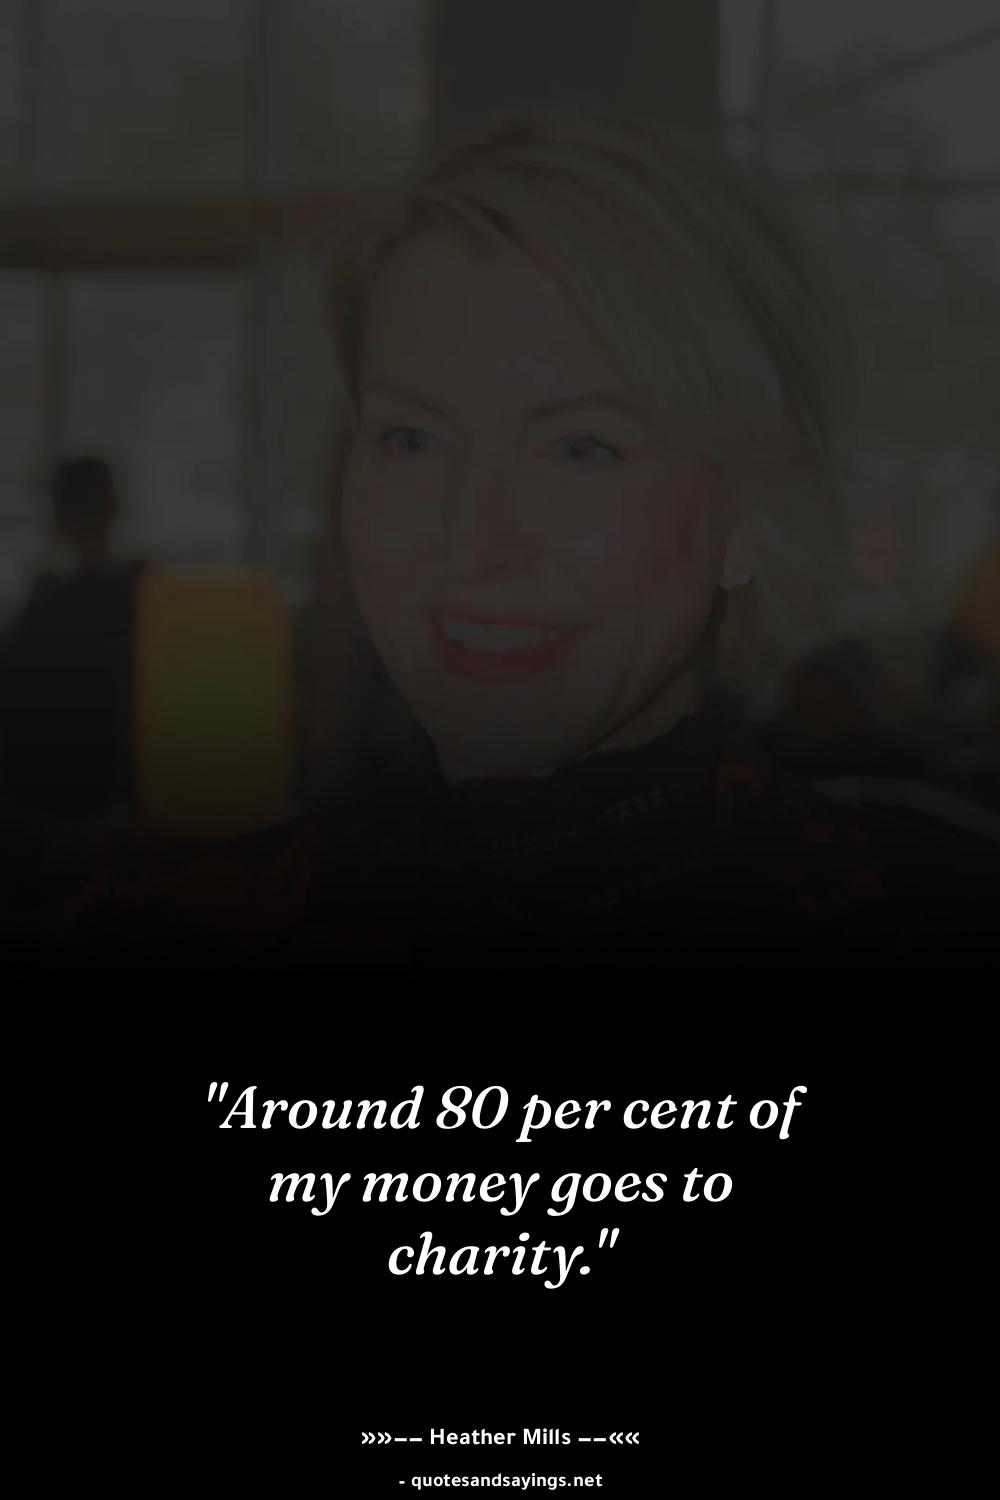 "Around 80 per cent of
my money goes to
charity."
»»−− Heather Mills −−««
- quotesandsayings.net